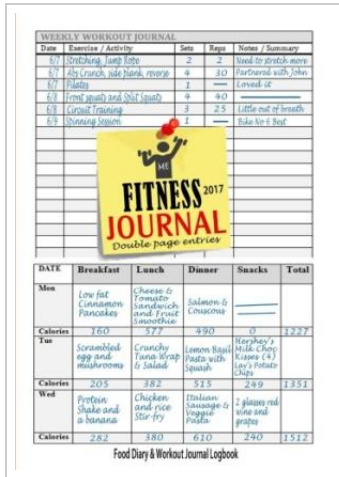 WEEKLY WORKOUT JOURNAL
Date Exercise / Activity Sets Reps Notes / Summary
6/7 Stretching, Jump Rope 2 2 Need to stretch more
6/7 Abs Crunch, side plank, reverse 4 30 Partnered with John
6/7 Pilates 1 — Loved it
6/8 Front squats and Split Squats 4 40 —
6/8 Circuit Training 3 25 Little out of breath
6/9 Spinning Session 1 — Bike No 6 Best
ME
FITNESS 2017
JOURNAL
Double page entries
DATE Breakfast Lunch Dinner Snacks Total
Mon
Low fat
Cinnamon
Pancakes
Cheese &
Tomato
Sandwich
and Fruit
Smoothie
Salmon &
Couscous
Calories 160 577 490 0 1227
Tue
Scrambled
egg and
mushrooms
Crunchy
Tuna Wrap
& Salad
Lemon Basil
Pasta with
Squash
Hershey's
Milk Choc
Kisses (4)
Lay's Potato
Chips
Calories 205 382 515 249 1351
Wed
Protein
Shake and
a banana
Chicken
and rice
Stir-fry
Italian
Sausage &
Veggie
Pasta
2 glasses red
wine and
grapes
Calories 282 380 610 240 1512
Food Diary & Workout Journal Logbook